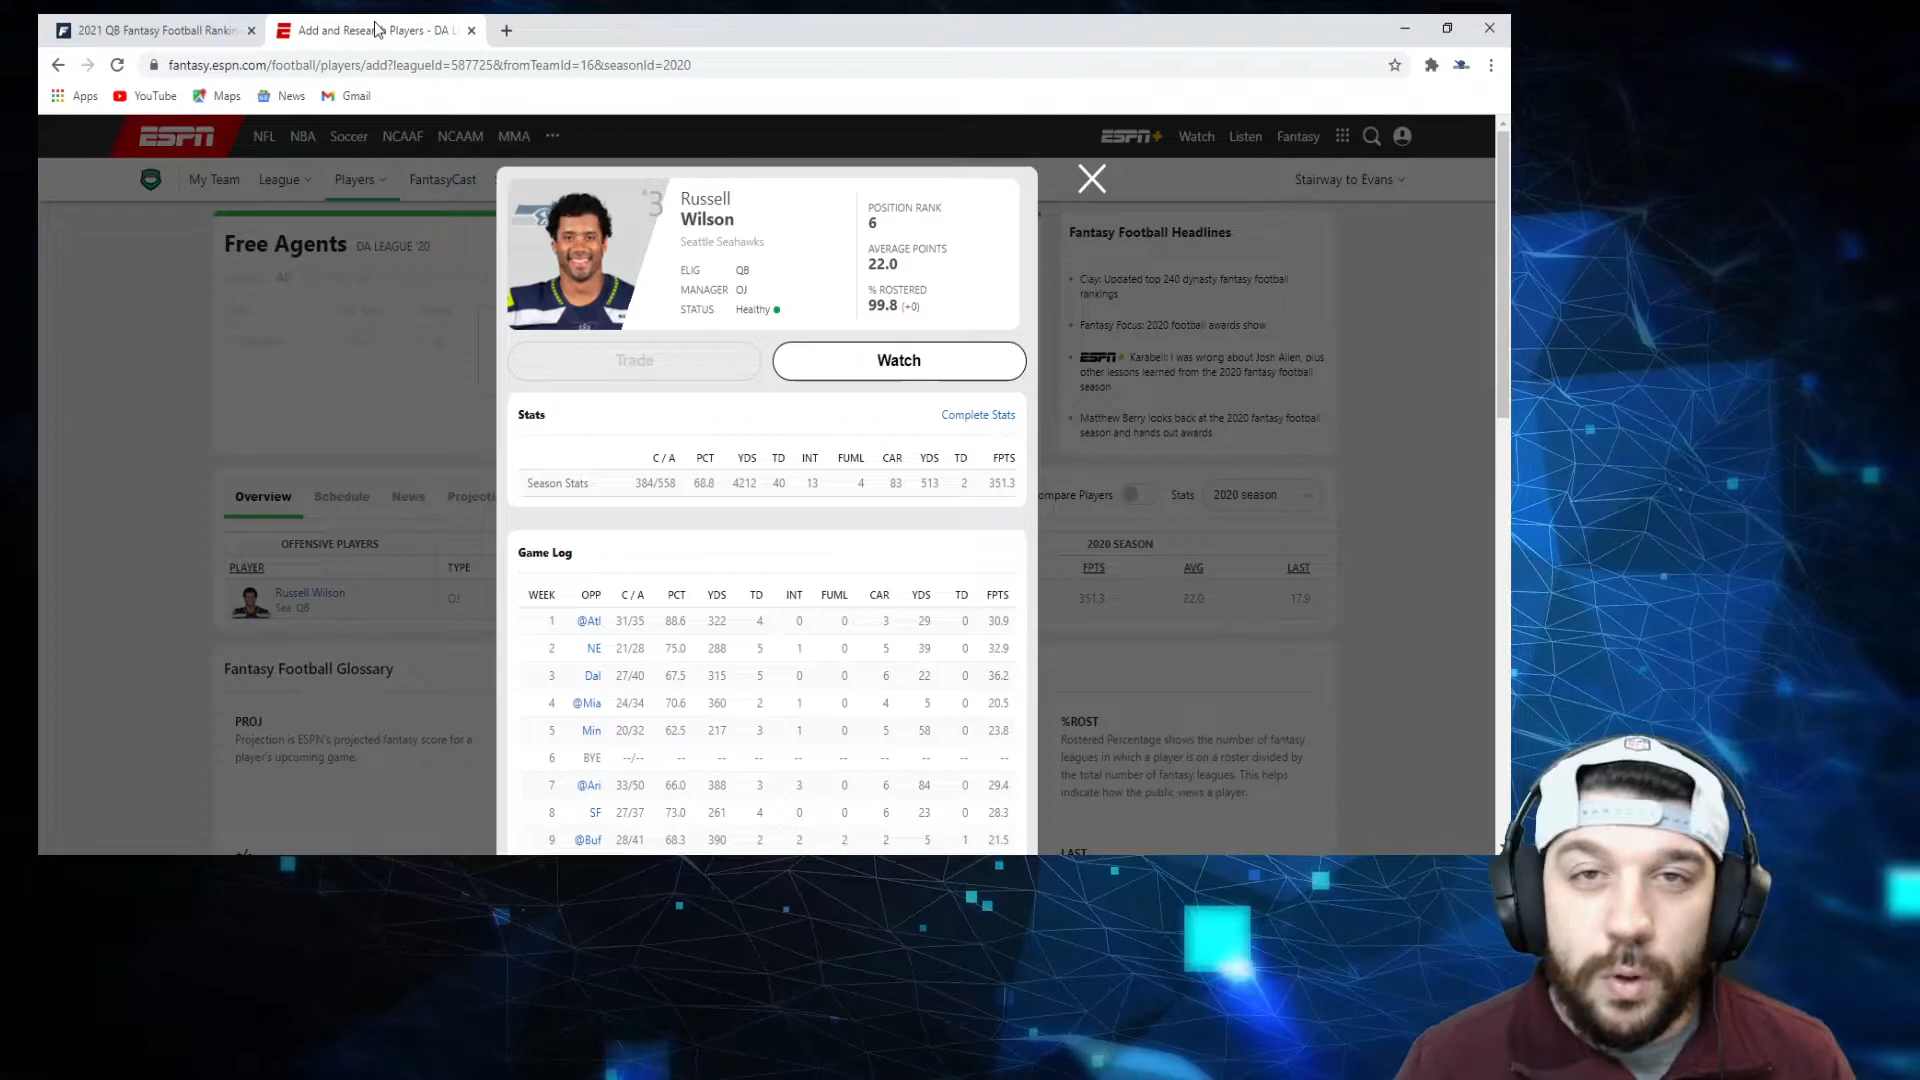 2021 QB Fantasy Football Rankin
Add and Research Players - DA L
fantasy.espn.com/football/players/add?leagueId=587725&fromTeamId=16&seasonId=2020
Apps YouTube Maps News Gmail
ESPN NFL NBA Soccer NCAAF NCAAM MMA ··· ESPN+ Watch Listen Fantasy
My Team League Players FantasyCast Stairway to Evans
Free Agents DA LEAGUE '20
3
Russell
Wilson
Seattle Seahawks
ELIG QB
MANAGER OJ
STATUS Healthy
POSITION RANK
6
AVERAGE POINTS
22.0
% ROSTERED
99.8 (+0)
Trade Watch
Stats Complete Stats
C / A PCT YDS TD INT FUML CAR YDS TD FPTS
Season Stats 384/558 68.8 4212 40 13 4 83 513 2 351.3
Game Log
WEEK OPP C / A PCT YDS TD INT FUML CAR YDS TD FPTS
1 @Atl 31/35 88.6 322 4 0 0 3 29 0 30.9
2 NE 21/28 75.0 288 5 1 0 5 39 0 32.9
3 Dal 27/40 67.5 315 5 0 0 6 22 0 36.2
4 @Mia 24/34 70.6 360 2 1 0 4 5 0 20.5
5 Min 20/32 62.5 217 3 1 0 5 58 0 23.8
6 BYE --/-- -- -- -- -- -- -- -- -- --
7 @Ari 33/50 66.0 388 3 3 0 6 84 0 29.4
8 SF 27/37 73.0 261 4 0 0 6 23 0 28.3
9 @Buf 28/41 68.3 390 2 2 2 2 5 1 21.5
Fantasy Football Headlines
Clay: Updated top 240 dynasty fantasy football
rankings
Fantasy Focus: 2020 football awards show
ESPN+ Karabell: I was wrong about Josh Allen, plus
other lessons learned from the 2020 fantasy football
season
Matthew Berry looks back at the 2020 fantasy football
season and hands out awards
Overview Schedule News Projecti
ompare Players Stats 2020 season
OFFENSIVE PLAYERS
PLAYER TYPE
Russell Wilson
Sea QB
OJ
2020 SEASON
FPTS AVG LAST
351.3 22.0 17.9
Fantasy Football Glossary
PROJ
Projection is ESPN's projected fantasy score for a
player's upcoming game.
+/-
%ROST
Rostered Percentage shows the number of fantasy
leagues in which a player is on a roster divided by
the total number of fantasy leagues. This helps
indicate how the public views a player.
LAST